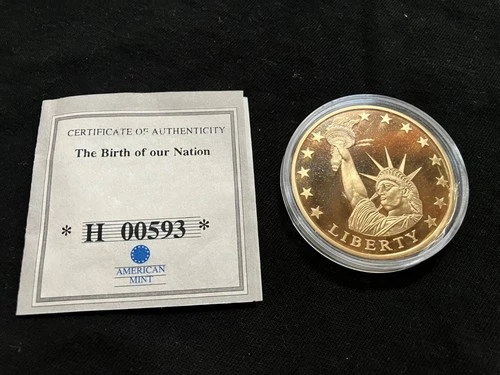 CERTIFICATE OF AUTHENTICITY
The Birth of our Nation
* H 00593 *
AMERICAN
MINT
LIBERTY